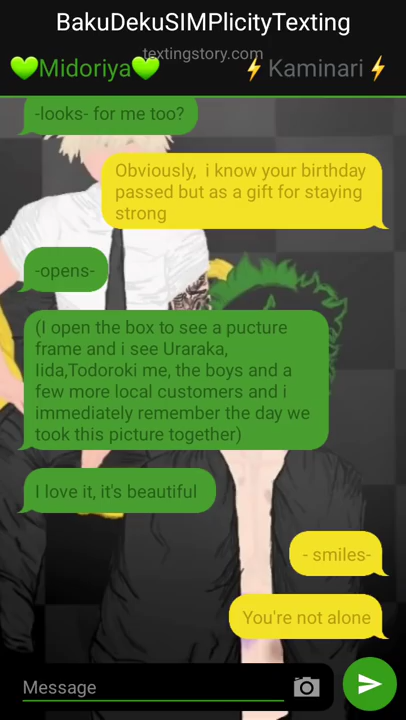 BakuDekuSIMPlicityTexting
textingstory.com
💚Midoriya💚
⚡Kaminari⚡
-looks- for me too?
Obviously,  i know your birthday
passed but as a gift for staying
strong
-opens-
(I open the box to see a pucture
frame and i see Uraraka,
Iida,Todoroki me, the boys and a
few more local customers and i
immediately remember the day we
took this picture together)
I love it, it's beautiful
- smiles-
You're not alone
Message